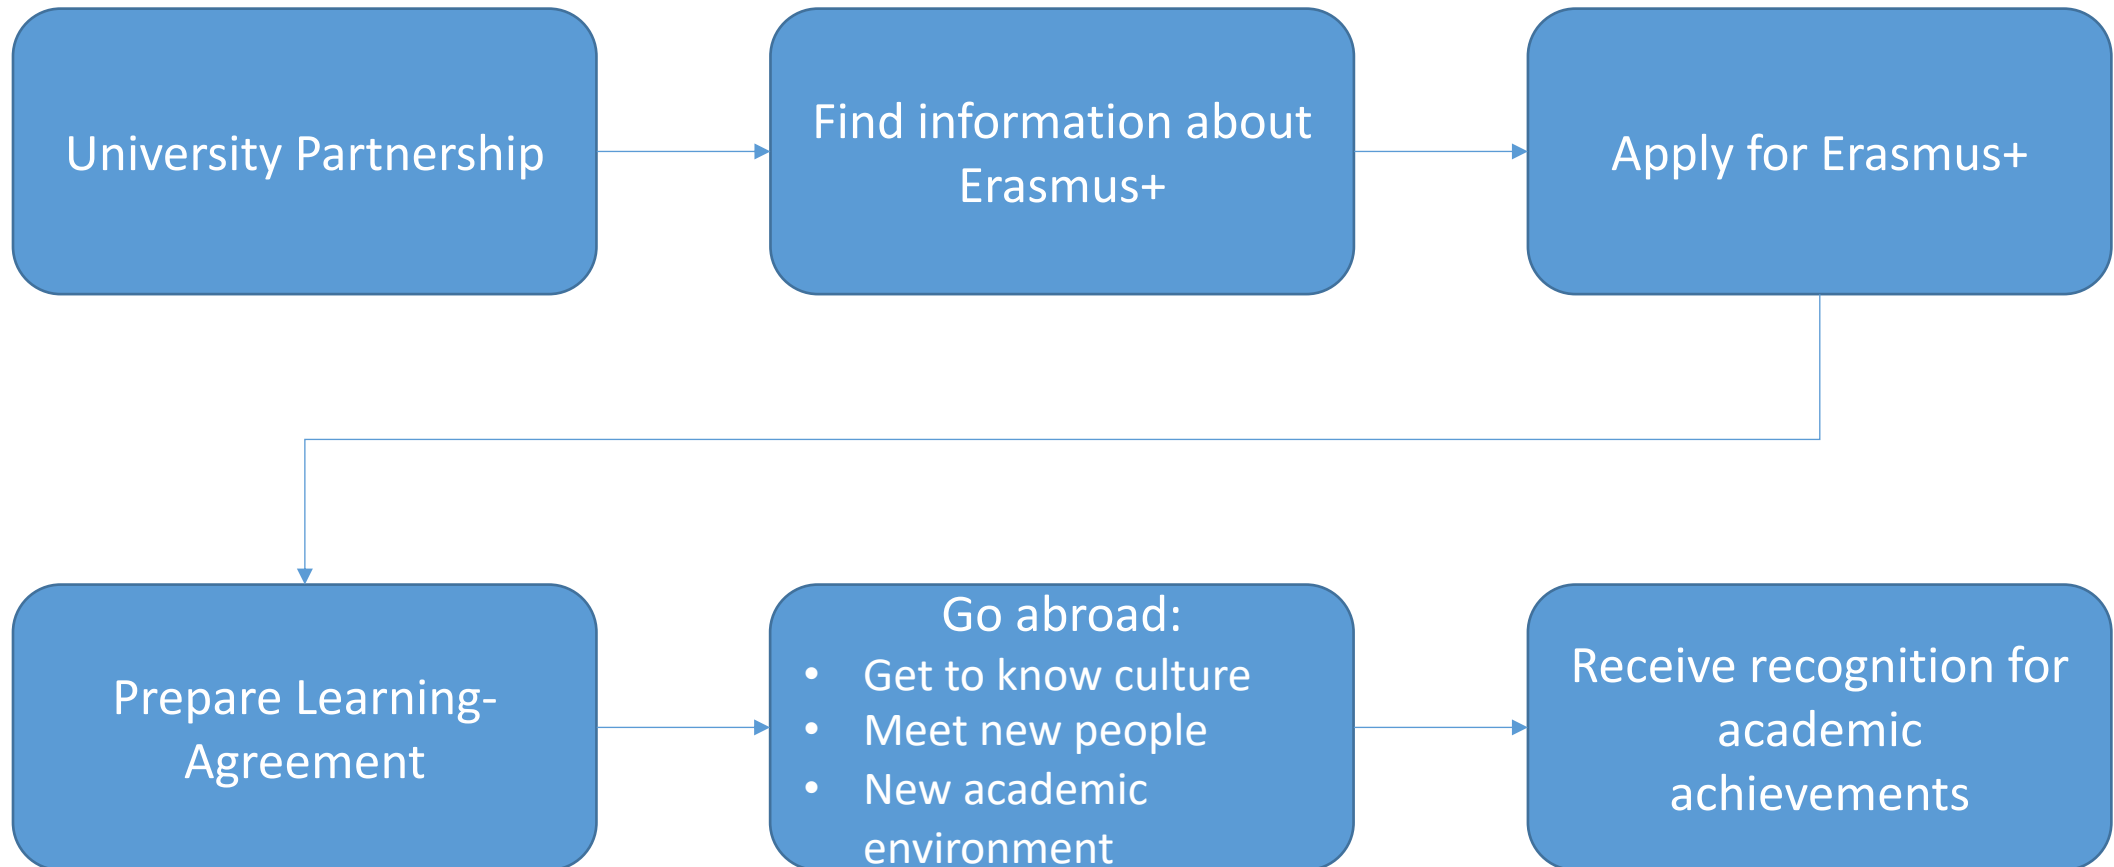 University Partnership
Find information about
Erasmus+
Apply for Erasmus+
Prepare Learning-
Agreement
Go abroad:
• Get to know culture
• Meet new people
• New academic
environment
Receive recognition for
academic
achievements